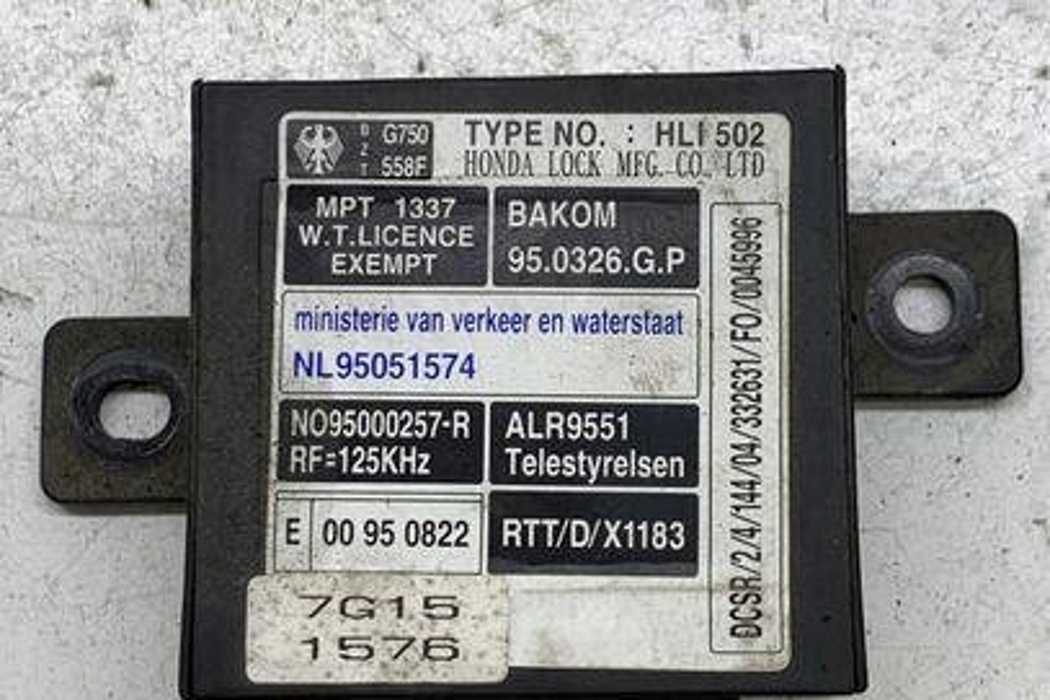 BZT
G750
558F
TYPE NO. : HLI 502
HONDA LOCK MFG. CO., LTD
MPT 1337
W.T.LICENCE
EXEMPT
BAKOM
95.0326.G.P
ministerie van verkeer en waterstaat
NL95051574
NO95000257-R
RF=125KHz
ALR9551
Telestyrelsen
E 00 95 0822
RTT/D/X1183
DCSR/2/4/144/04/332631/FO/0045996
7G15
1576